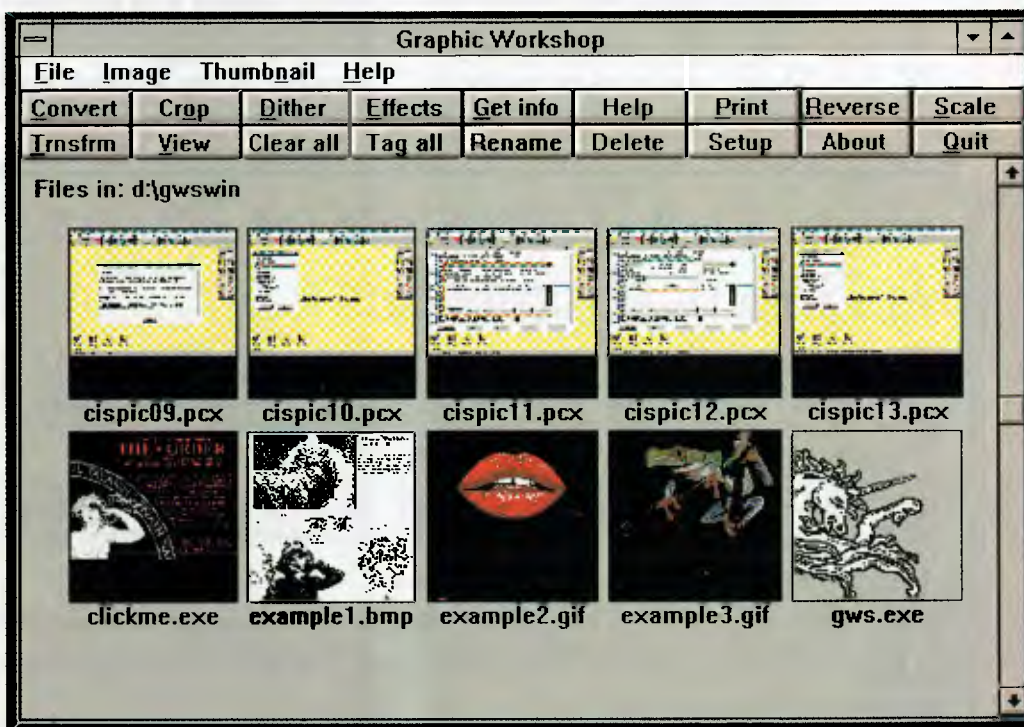 Graphic Workshop
File Image Thumbnail Help
Convert Crop Dither Effects Get info Help Print Reverse Scale
Trnsfrm View Clear all Tag all Rename Delete Setup About Quit
Files in: d:\gwswin
cispic09.pcx cispic10.pcx cispic11.pcx cispic12.pcx cispic13.pcx
clickme.exe example1.bmp example2.gif example3.gif gws.exe